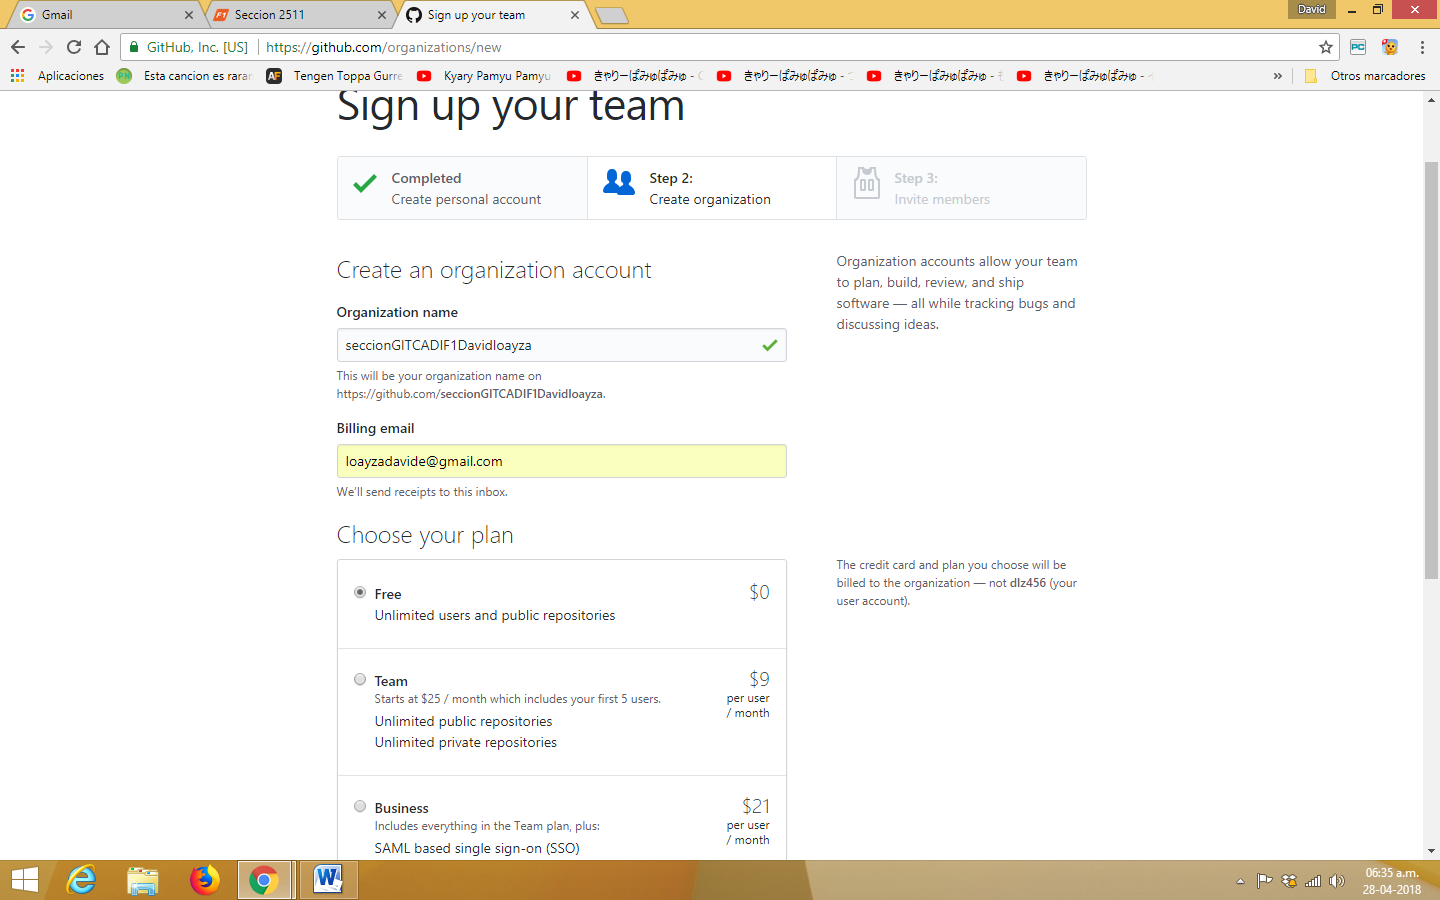 Gmail
Seccion 2511
Sign up your team
David
GitHub, Inc. [US]
https://github.com/organizations/new
Aplicaciones
Esta cancion es raran
Tengen Toppa Gurre
Kyary Pamyu Pamyu
きゃりーぱみゅぱみゅ -
きゃりーぱみゅぱみゅ -
きゃりーぱみゅぱみゅ -
きゃりーぱみゅぱみゅ -
Otros marcadores
Sign up your team
Completed
Create personal account
Step 2:
Create organization
Step 3:
Invite members
Create an organization account
Organization name
seccionGITCADIF1Davidloayza
This will be your organization name on
https://github.com/seccionGITCADIF1Davidloayza.
Billing email
loayzadavide@gmail.com
We'll send receipts to this inbox.
Organization accounts allow your team
to plan, build, review, and ship
software — all while tracking bugs and
discussing ideas.
Choose your plan
Free
$0
Unlimited users and public repositories
Team
$9
Starts at $25 / month which includes your first 5 users.
per user
/ month
Unlimited public repositories
Unlimited private repositories
Business
$21
Includes everything in the Team plan, plus:
per user
/ month
SAML based single sign-on (SSO)
The credit card and plan you choose will be
billed to the organization — not dlz456 (your
user account).
06:35 a.m.
28-04-2018